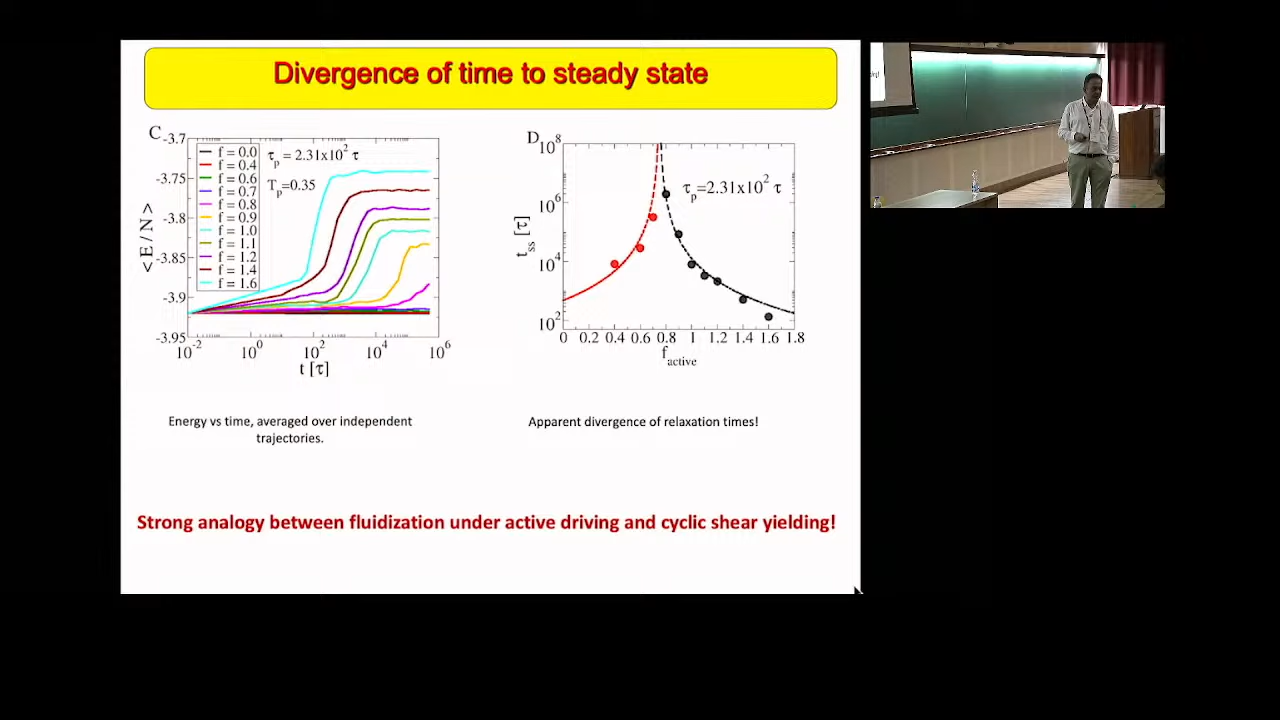 Divergence of time to steady state
C
-3.7
-3.75
-3.8
-3.85
-3.9
-3.95
< E / N >
f = 0.0
f = 0.4
f = 0.6
f = 0.7
f = 0.8
f = 0.9
f = 1.0
f = 1.1
f = 1.2
f = 1.4
f = 1.6
τp = 2.31x10² τ
Tp=0.35
10⁻² 10⁰ 10² 10⁴ 10⁶
t [τ]
D
10⁸
10⁶
10⁴
10²
tss [τ]
τp=2.31x10² τ
0 0.2 0.4 0.6 0.8 1 1.2 1.4 1.6 1.8
factive
Energy vs time, averaged over independent
trajectories.
Apparent divergence of relaxation times!
Strong analogy between fluidization under active driving and cyclic shear yielding!